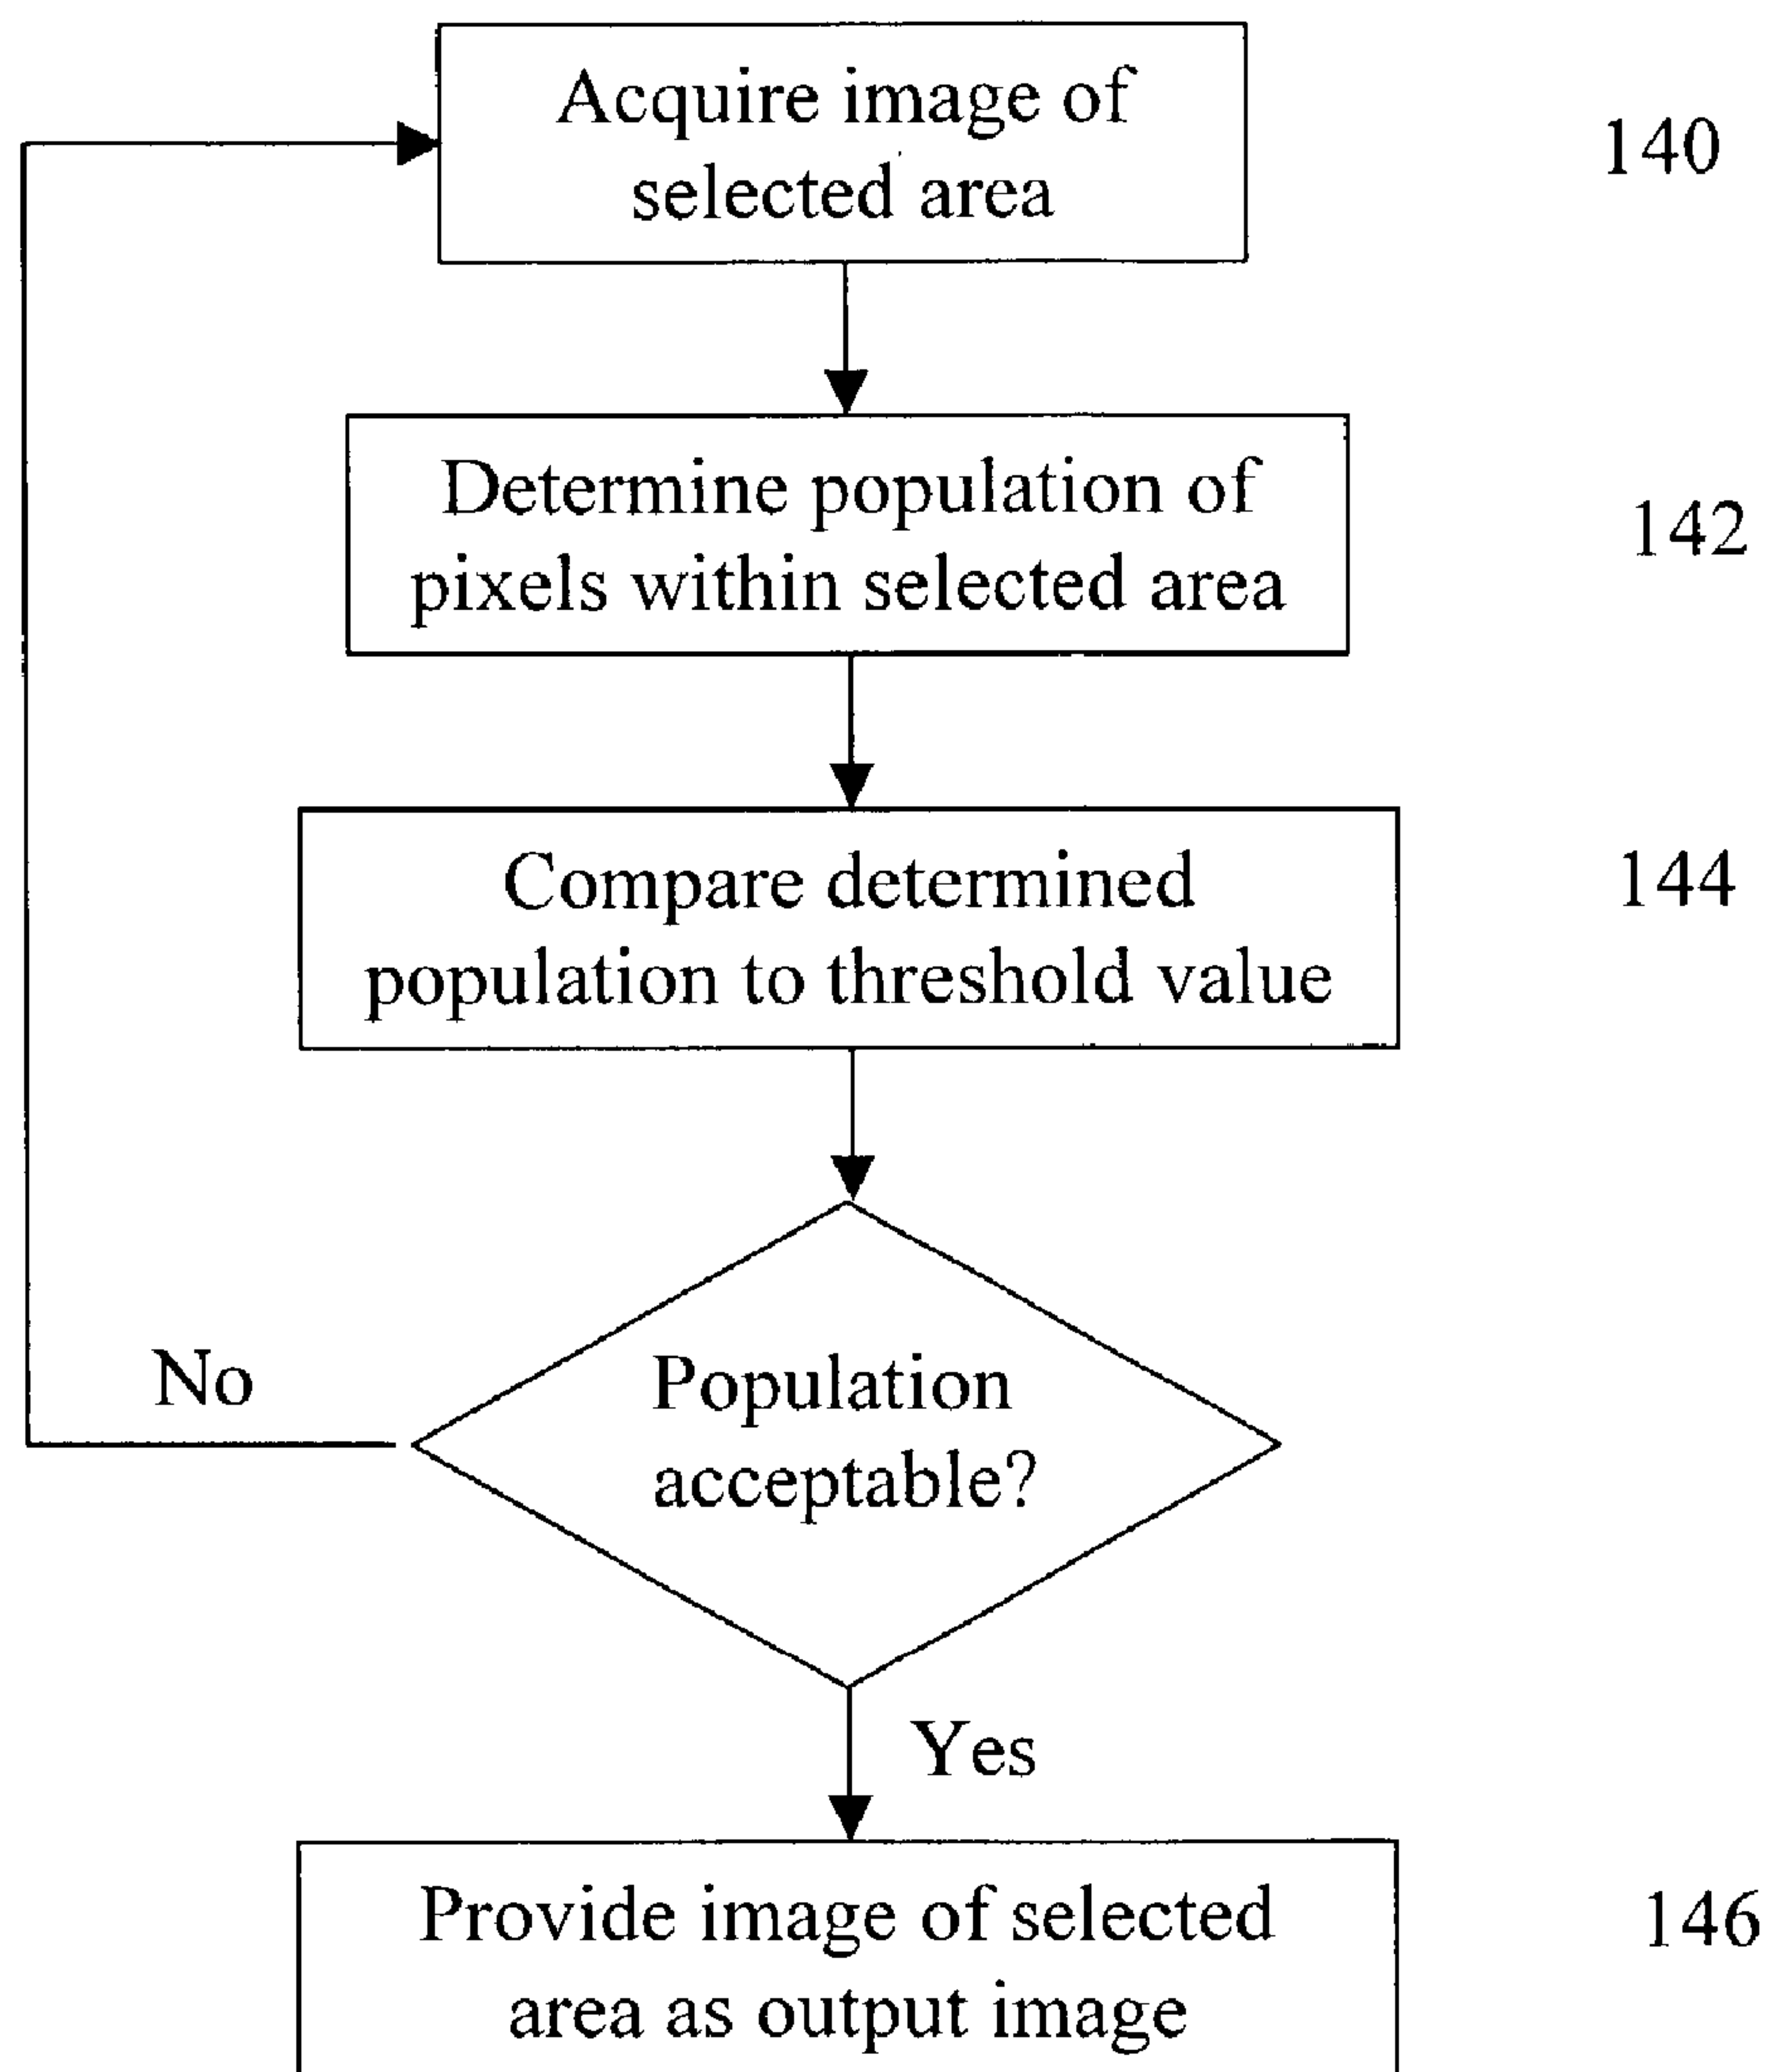 Acquire image of
selected area
140
Determine population of
pixels within selected area
142
Compare determined
population to threshold value
144
Population
acceptable?
No
Yes
Provide image of selected
area as output image
146